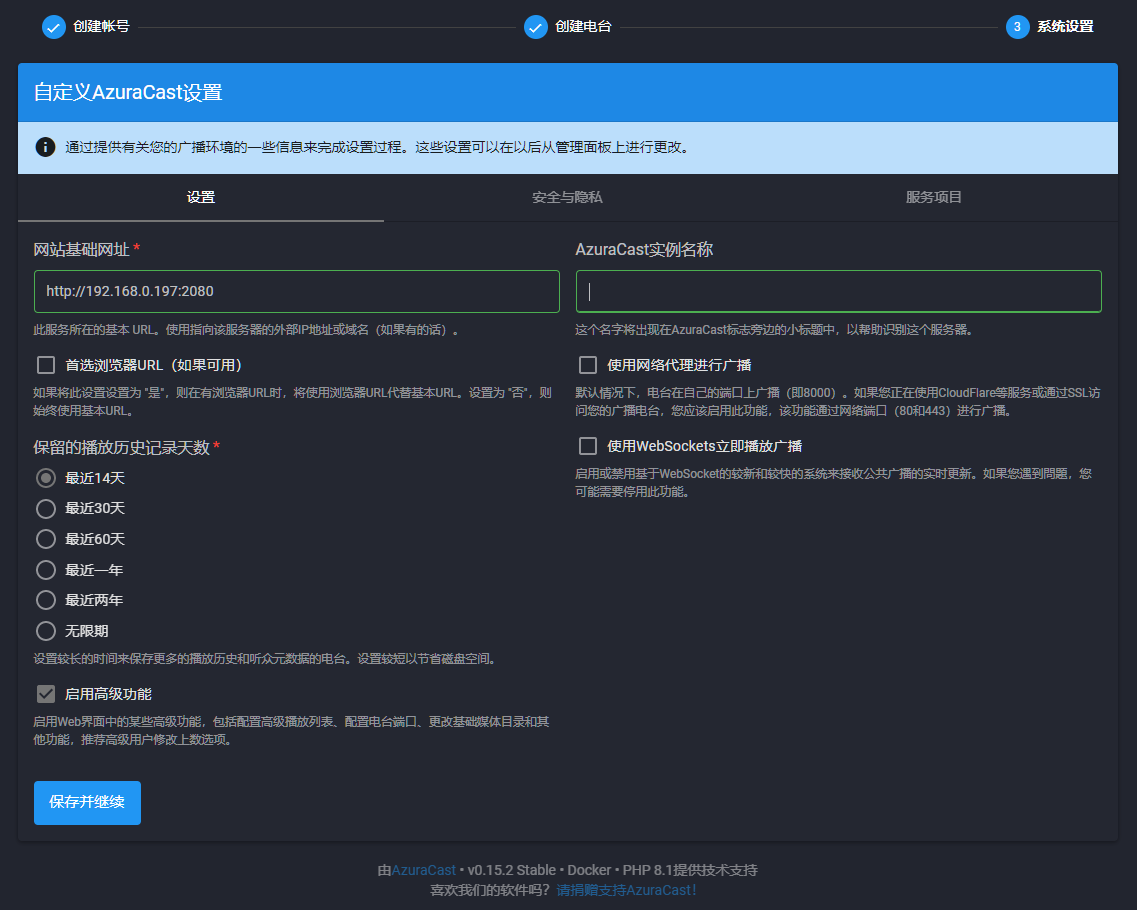 创建帐号
创建电台
3 系统设置
自定义AzuraCast设置
通过提供有关您的广播环境的一些信息来完成设置过程。这些设置可以在以后从管理面板上进行更改。
设置
安全与隐私
服务项目
网站基础网址 *
http://192.168.0.197:2080
此服务所在的基本 URL。使用指向该服务器的外部IP地址或域名（如果有的话）。
首选浏览器URL（如果可用）
如果将此设置设置为 "是"，则在有浏览器URL时，将使用浏览器URL代替基本URL。设置为 "否"，则
始终使用基本URL。
保留的播放历史记录天数 *
最近14天
最近30天
最近60天
最近一年
最近两年
无限期
设置较长的时间来保存更多的播放历史和听众元数据的电台。设置较短以节省磁盘空间。
启用高级功能
启用Web界面中的某些高级功能，包括配置高级播放列表、配置电台端口、更改基础媒体目录和其
他功能，推荐高级用户修改上数选项。
AzuraCast实例名称
这个名字将出现在AzuraCast标志旁边的小标题中，以帮助识别这个服务器。
使用网络代理进行广播
默认情况下，电台在自己的端口上广播（即8000）。如果您正在使用CloudFlare等服务或通过SSL访
问您的广播电台，您应该启用此功能，该功能通过网络端口（80和443）进行广播。
使用WebSockets立即播放广播
启用或禁用基于WebSocket的较新和较快的系统来接收公共广播的实时更新。如果您遇到問題，您
可能需要停用此功能。
保存并继续
由AzuraCast • v0.15.2 Stable • Docker • PHP 8.1提供技术支持
喜欢我们的软件吗？请捐赠支持AzuraCast！